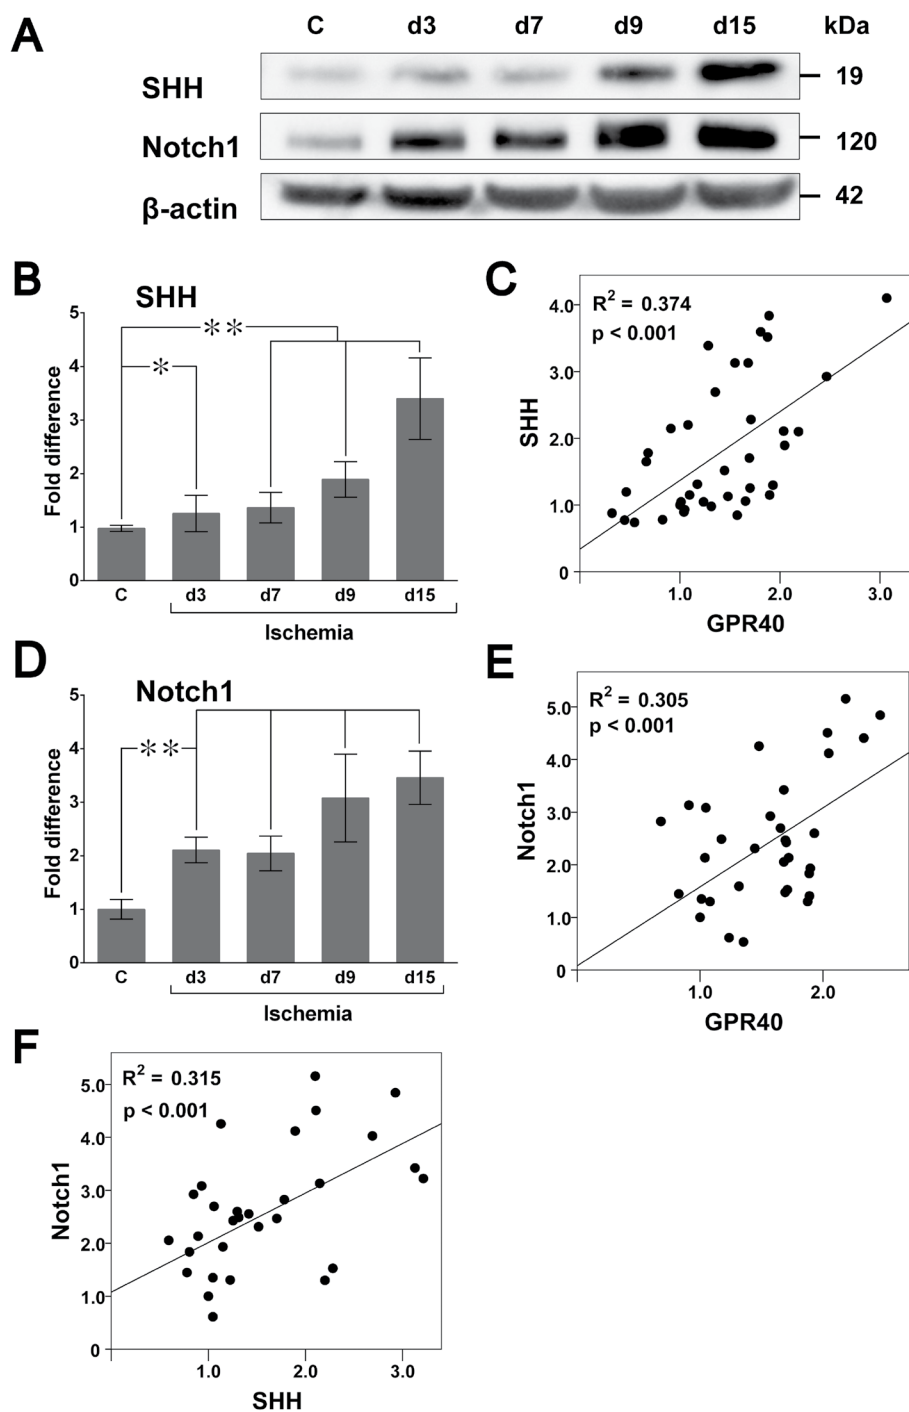 A
C d3 d7 d9 d15 kDa
SHH 19
Notch1 120
β-actin 42
B
SHH
Fold difference
5
4
3
2
1
0
**
*
C d3 d7 d9 d15
Ischemia
C
R² = 0.374
p < 0.001
SHH
4.0
3.0
2.0
1.0
0
1.0 2.0 3.0
GPR40
D
Notch1
Fold difference
5
4
3
2
1
0
**
C d3 d7 d9 d15
Ischemia
E
R² = 0.305
p < 0.001
Notch1
5.0
4.0
3.0
2.0
1.0
0
1.0 2.0
GPR40
F
R² = 0.315
p < 0.001
Notch1
5.0
4.0
3.0
2.0
1.0
0
1.0 2.0 3.0
SHH